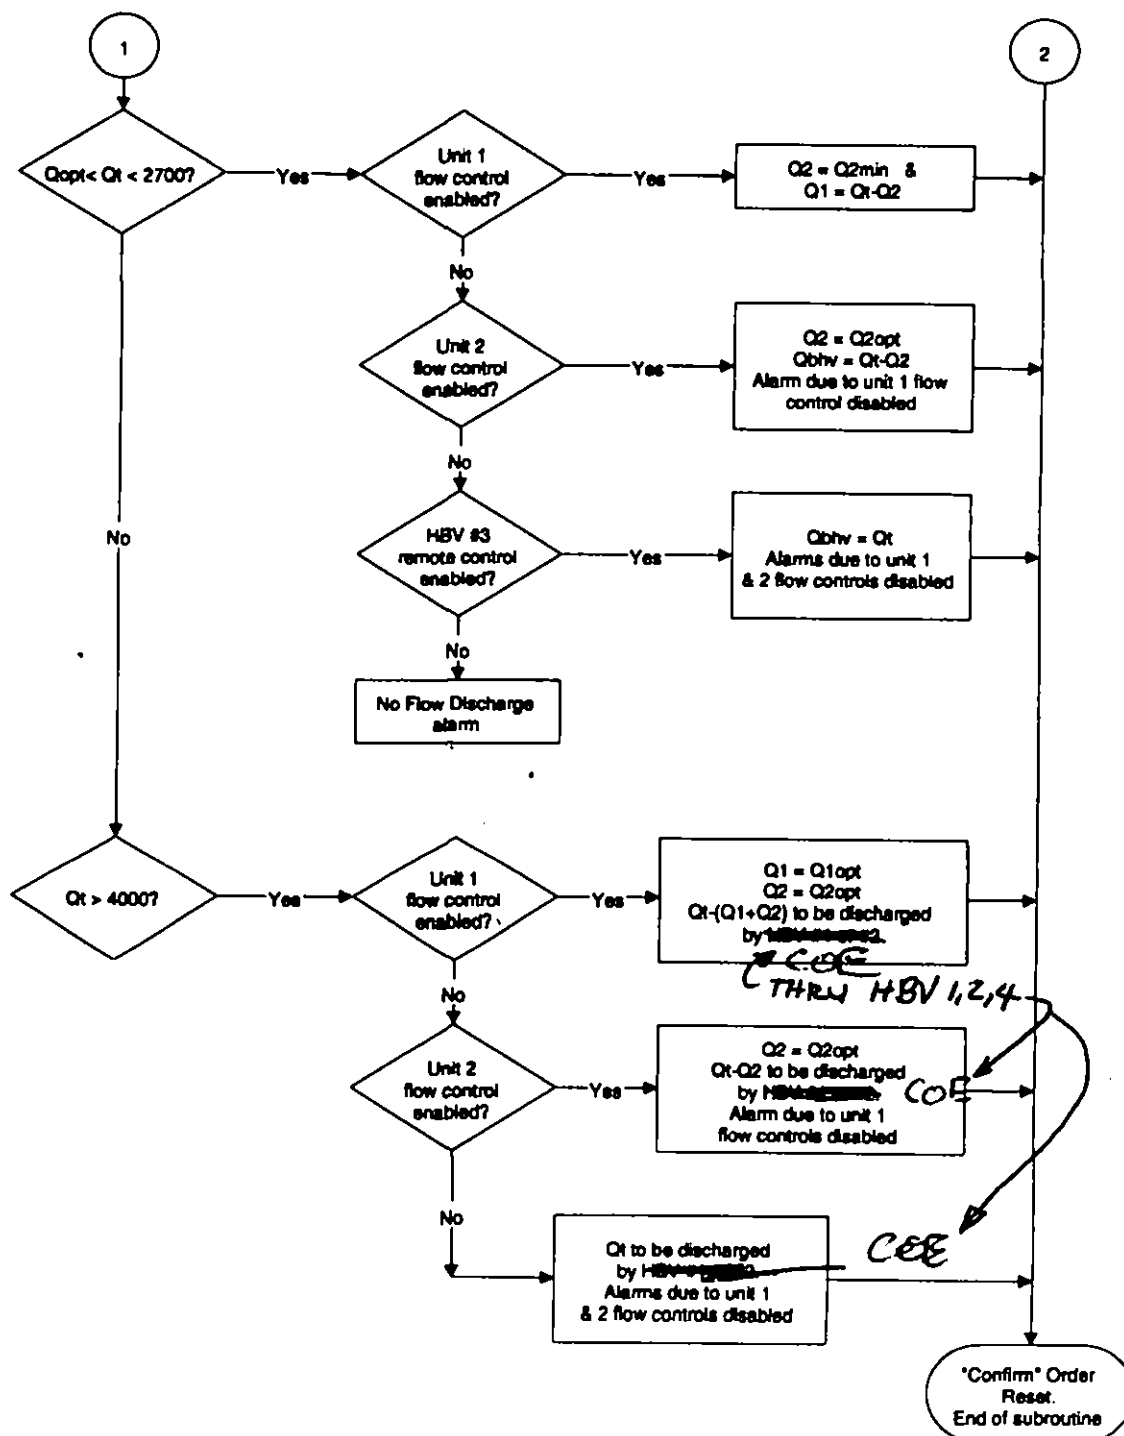 1
2
Qopt< Qt < 2700?
Yes
Unit 1
flow control
enabled?
Yes
Q2 = Q2min &
Q1 = Qt-Q2
No
Unit 2
flow control
enabled?
Yes
Q2 = Q2opt
Qbhv = Qt-Q2
Alarm due to unit 1 flow
control disabled
No
No
HBV #3
remote control
enabled?
Yes
Qbhv = Qt
Alarms due to unit 1
& 2 flow controls disabled
No
No Flow Discharge
alarm
Qt > 4000?
Yes
Unit 1
flow control
enabled?
Yes
Q1 = Q1opt
Q2 = Q2opt
Qt-(Q1+Q2) to be discharged
by
COE
THRU HBV 1,2,4
No
Unit 2
flow control
enabled?
Yes
Q2 = Q2opt
Qt-Q2 to be discharged
by COE
Alarm due to unit 1
flow controls disabled
No
Qt to be discharged
by COE
Alarms due to unit 1
& 2 flow controls disabled
"Confirm" Order
Reset.
End of subroutine